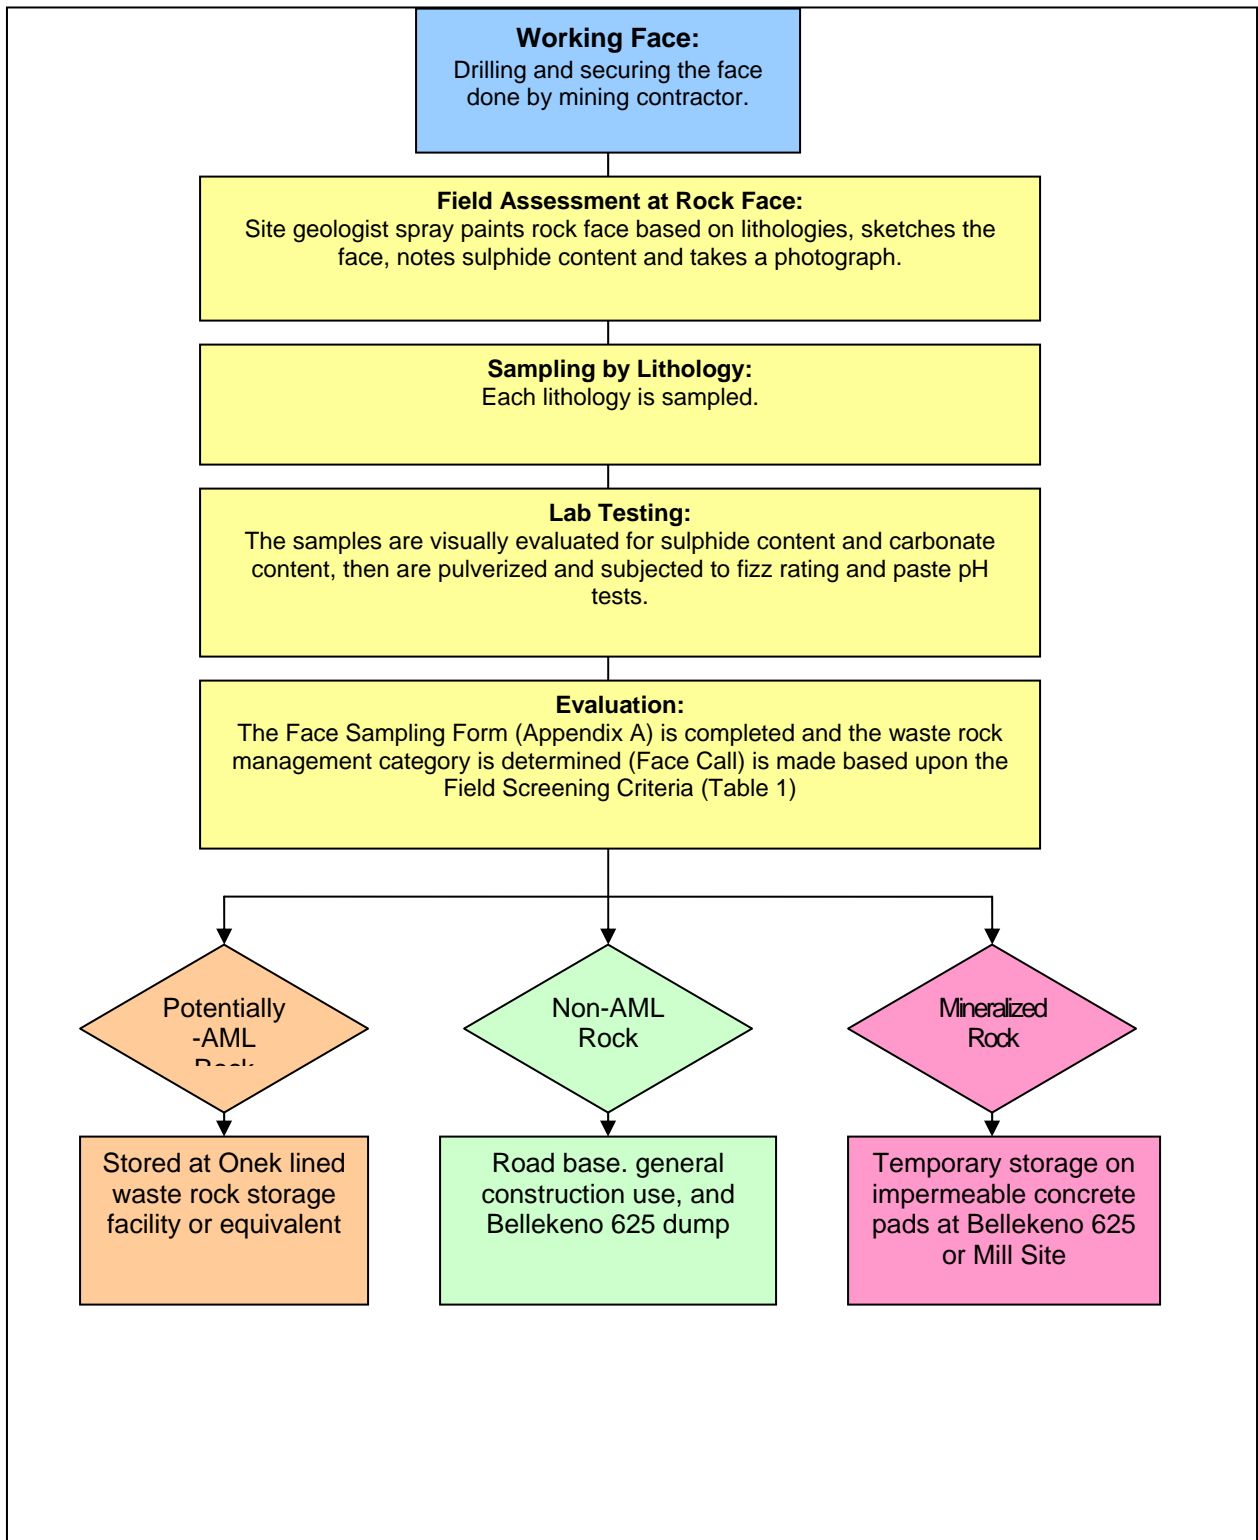 Working Face:
Drilling and securing the face
done by mining contractor.
Field Assessment at Rock Face:
Site geologist spray paints rock face based on lithologies, sketches the
face, notes sulphide content and takes a photograph.
Sampling by Lithology:
Each lithology is sampled.
Lab Testing:
The samples are visually evaluated for sulphide content and carbonate
content, then are pulverized and subjected to fizz rating and paste pH
tests.
Evaluation:
The Face Sampling Form (Appendix A) is completed and the waste rock
management category is determined (Face Call) is made based upon the
Field Screening Criteria (Table 1)
Potentially
-AML
Non-AML
Rock
Mineralized
Rock
Stored at Onek lined
waste rock storage
facility or equivalent
Road base. general
construction use, and
Bellekeno 625 dump
Temporary storage on
impermeable concrete
pads at Bellekeno 625
or Mill Site